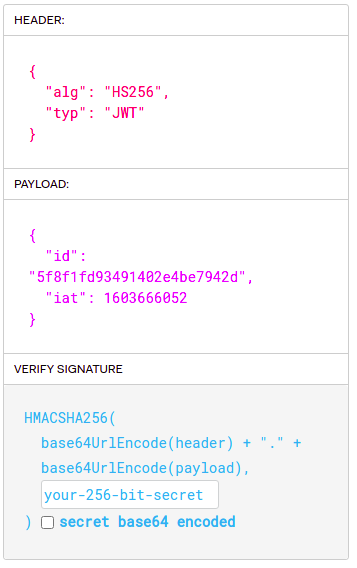 HEADER:
{
"alg": "HS256",
"typ": "JWT"
}
PAYLOAD:
{
"id":
"5f8f1fd93491402e4be7942d",
"iat": 1603666052
}
VERIFY SIGNATURE
HMACSHA256(
base64UrlEncode(header) + "." +
base64UrlEncode(payload),
your-256-bit-secret
) secret base64 encoded